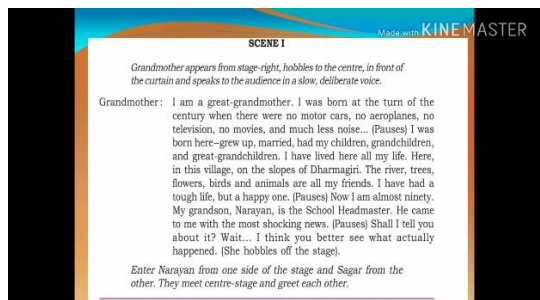 Made with KINEMASTER
SCENE I
Grandmother appears from stage-right, hobbles to the centre, in front of
the curtain and speaks to the audience in a slow, deliberate voice.
Grandmother: I am a great-grandmother. I was born at the turn of the
century when there were no motor cars, no aeroplanes, no
television, no movies, and much less noise... (Pauses) I was
born here–grew up, married, had my children, grandchildren,
and great-grandchildren. I have lived here all my life. Here,
in this village, on the slopes of Dharmagiri. The river, trees,
flowers, birds and animals are all my friends. I have had a
tough life, but a happy one. (Pauses) Now I am almost ninety.
My grandson, Narayan, is the School Headmaster. He came
to me with the most shocking news. (Pauses) Shall I tell you
about it? Wait... I think you better see what actually
happened. (She hobbles off the stage).
Enter Narayan from one side of the stage and Sagar from the
other. They meet centre-stage and greet each other.